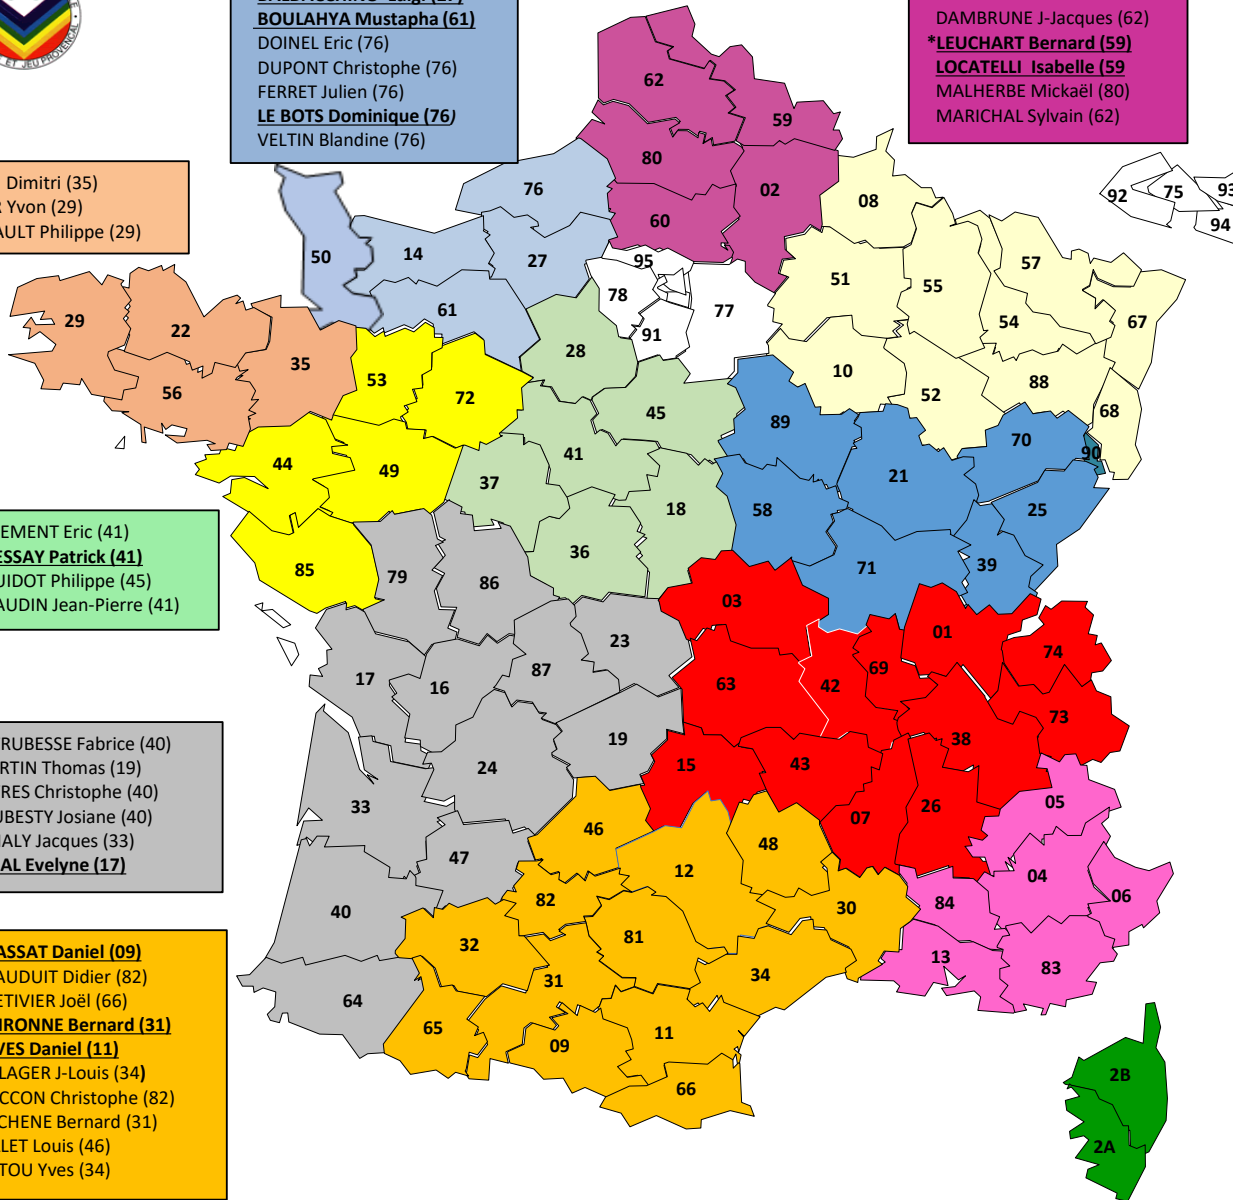 ET JEU PROVENÇAL
BOULAHYA Mustapha (61)
DOINEL Eric (76)
DUPONT Christophe (76)
FERRET Julien (76)
LE BOTS Dominique (76)
VELTIN Blandine (76)
DAMBRUNE J-Jacques (62)
*LEUCHART Bernard (59)
LOCATELLI Isabelle (59
MALHERBE Mickaël (80)
MARICHAL Sylvain (62)
Dimitri (35)
Yvon (29)
AULT Philippe (29)
EMENT Eric (41)
ESSAY Patrick (41)
UIDOT Philippe (45)
AUDIN Jean-Pierre (41)
RUBESSE Fabrice (40)
RTIN Thomas (19)
RES Christophe (40)
UBESTY Josiane (40)
ALY Jacques (33)
AL Evelyne (17)
ASSAT Daniel (09)
AUDUIT Didier (82)
ETIVIER Joël (66)
IRONNE Bernard (31)
VES Daniel (11)
LAGER J-Louis (34)
CCON Christophe (82)
CHENE Bernard (31)
LET Louis (46)
TOU Yves (34)
62
59
80
02
60
76
08
92
75
93
94
50
14
27
95
78
77
91
51
55
57
54
67
61
29
22
35
56
53
72
28
10
52
88
68
45
89
70
90
44
49
41
37
21
18
58
25
36
85
79
86
71
39
03
23
01
74
17
16
87
63
42
69
73
19
38
24
15
43
05
33
07
26
46
48
47
12
04
06
40
82
30
84
32
81
13
83
31
34
64
65
11
09
66
2B
2A